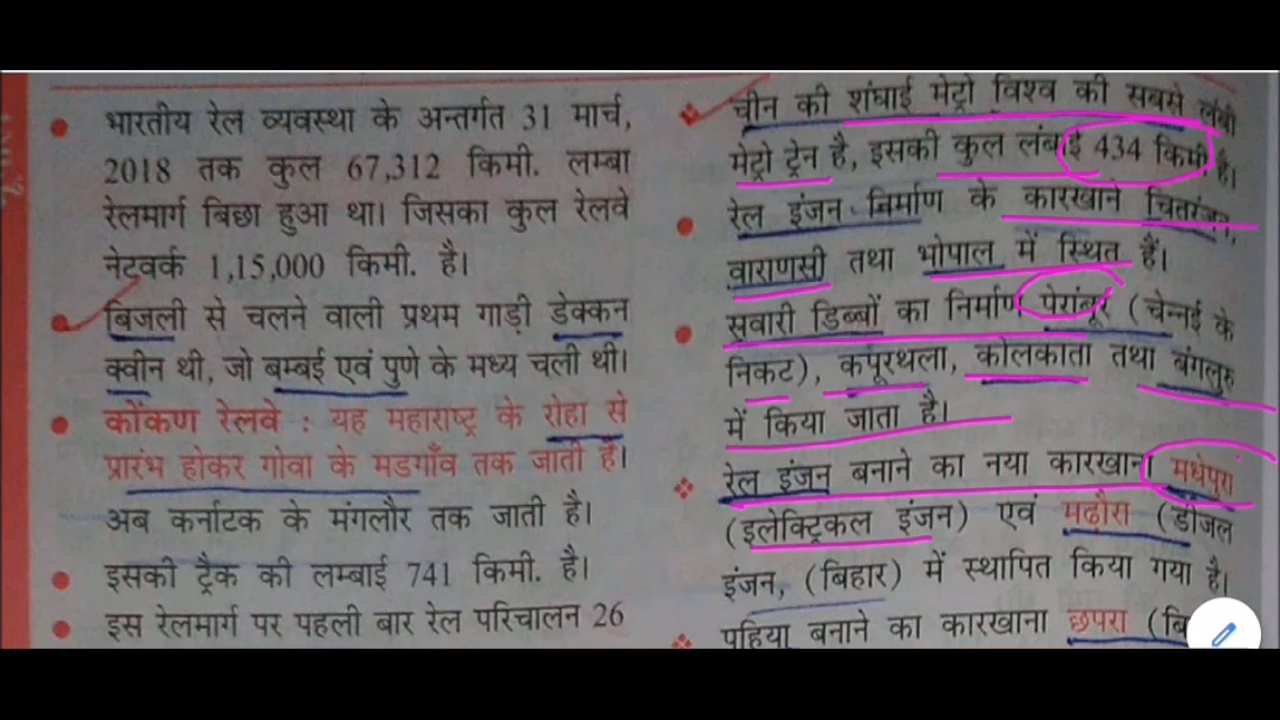 भारतीय रेल व्यवस्था के अन्तर्गत 31 मार्च,
2018 तक कुल 67,312 किमी. लम्बा
रेलमार्ग बिछा हुआ था। जिसका कुल रेलवे
नेटवर्क 1,15,000 किमी. है।
बिजली से चलने वाली प्रथम गाड़ी डेक्कन
क्वीन थी, जो बम्बई एवं पुणे के मध्य चली थी।
कोंकण रेलवे : यह महाराष्ट्र के रोहा से
प्रारंभ होकर गोवा के मडगाँव तक जाती है।
अब कर्नाटक के मंगलौर तक जाती है।
इसकी ट्रैक की लम्बाई 741 किमी. है।
इस रेलमार्ग पर पहली बार रेल परिचालन 26
चीन की शंघाई मेट्रो विश्व की सबसे लंबी
मेट्रो ट्रेन है, इसकी कुल लंबाई 434 किमी है।
रेल इंजन निर्माण के कारखाने चितरंजन,
वाराणसी तथा भोपाल में स्थित हैं।
सवारी डिब्बों का निर्माण पेरांबूर (चेन्नई के
निकट), कपूरथला, कोलकाता तथा बंगलुरु
में किया जाता है।
रेल इंजन बनाने का नया कारखाना मधेपुरा
(इलेक्ट्रिकल इंजन) एवं मढ़ौरा (डीजल
इंजन, (बिहार) में स्थापित किया गया है।
पहिया बनाने का कारखाना छपरा